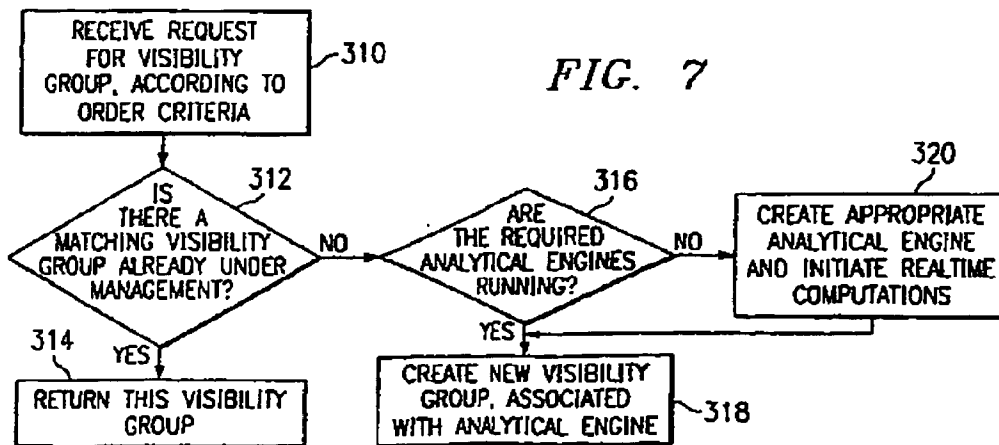 RECEIVE REQUEST
FOR VISIBILITY
GROUP, ACCORDING TO
ORDER CRITERIA
310
FIG. 7
IS
THERE A
MATCHING VISIBILITY
GROUP ALREADY UNDER
MANAGEMENT?
312
NO
YES
314
RETURN THIS VISIBILITY
GROUP
ARE
THE REQUIRED
ANALYTICAL ENGINES
RUNNING?
316
NO
YES
320
CREATE APPROPRIATE
ANALYTICAL ENGINE
AND INITIATE REALTIME
COMPUTATIONS
CREATE NEW VISIBILITY
GROUP, ASSOCIATED
WITH ANALYTICAL ENGINE
318